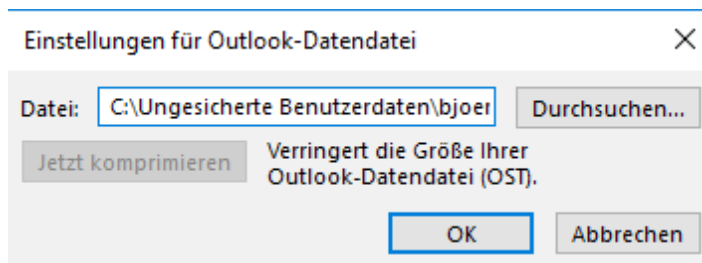 Einstellungen für Outlook-Datendatei
Datei: C:\Ungesicherte Benutzerdaten\bjoer Durchsuchen...
Jetzt komprimieren Verringert die Größe Ihrer
Outlook-Datendatei (OST).
OK Abbrechen